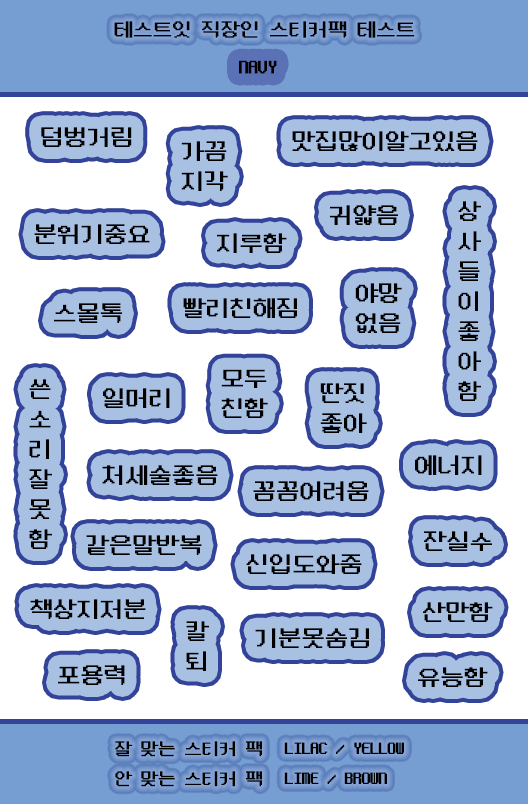 테스트잇 직장인 스티커팩 테스트
NAVY
덤벙거림
가끔
지각
맛집많이알고있음
귀얇음
상사들이좋아함
분위기중요
지루함
스몰톡
빨리친해짐
야망
없음
쓴소리잘못함
일머리
모두
친함
딴짓
좋아
처세술좋음
꼼꼼어려움
에너지
같은말반복
신입도와줌
잔실수
책상지저분
칼퇴
기분못숨김
산만함
포용력
유능함
잘 맞는 스티커 팩 LILAC / YELLOW
안 맞는 스티커 팩 LIME / BROWN